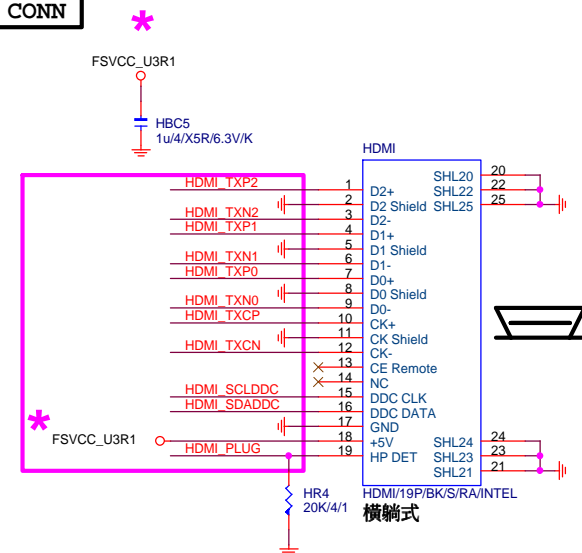 CONN
*
FSVCC_U3R1
HBC5
1u/4/X5R/6.3V/K
HDMI
HDMI_TXP2 1 D2+
2 D2 Shield
HDMI_TXN2 3 D2-
HDMI_TXP1 4 D1+
5 D1 Shield
HDMI_TXN1 6 D1-
HDMI_TXP0 7 D0+
8 D0 Shield
HDMI_TXN0 9 D0-
HDMI_TXCP 10 CK+
11 CK Shield
HDMI_TXCN 12 CK-
13 CE Remote
14 NC
HDMI_SCLDDC 15 DDC CLK
HDMI_SDADDC 16 DDC DATA
17 GND
*
FSVCC_U3R1 18 +5V
HDMI_PLUG 19 HP DET
SHL20 20
SHL22 22
SHL25 25
SHL24 24
SHL23 23
SHL21 21
HR4
20K/4/1
HDMI/19P/BK/S/RA/INTEL
橫躺式